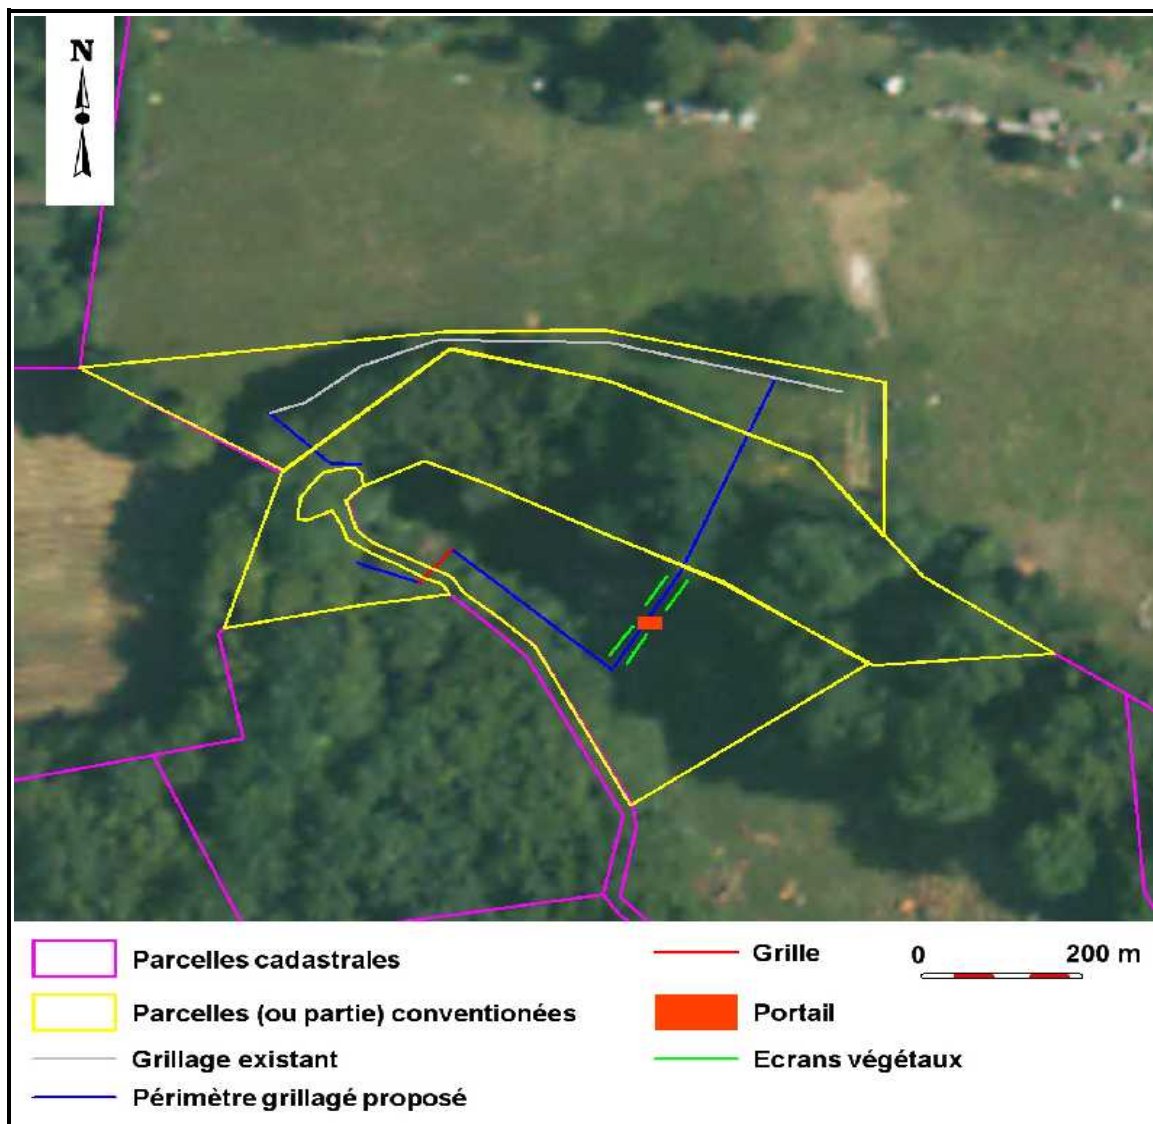 N
Parcelles cadastrales
Parcelles (ou partie) conventionées
Grillage existant
Périmètre grillagé proposé
Grille
Portail
Ecrans végétaux
0 200 m